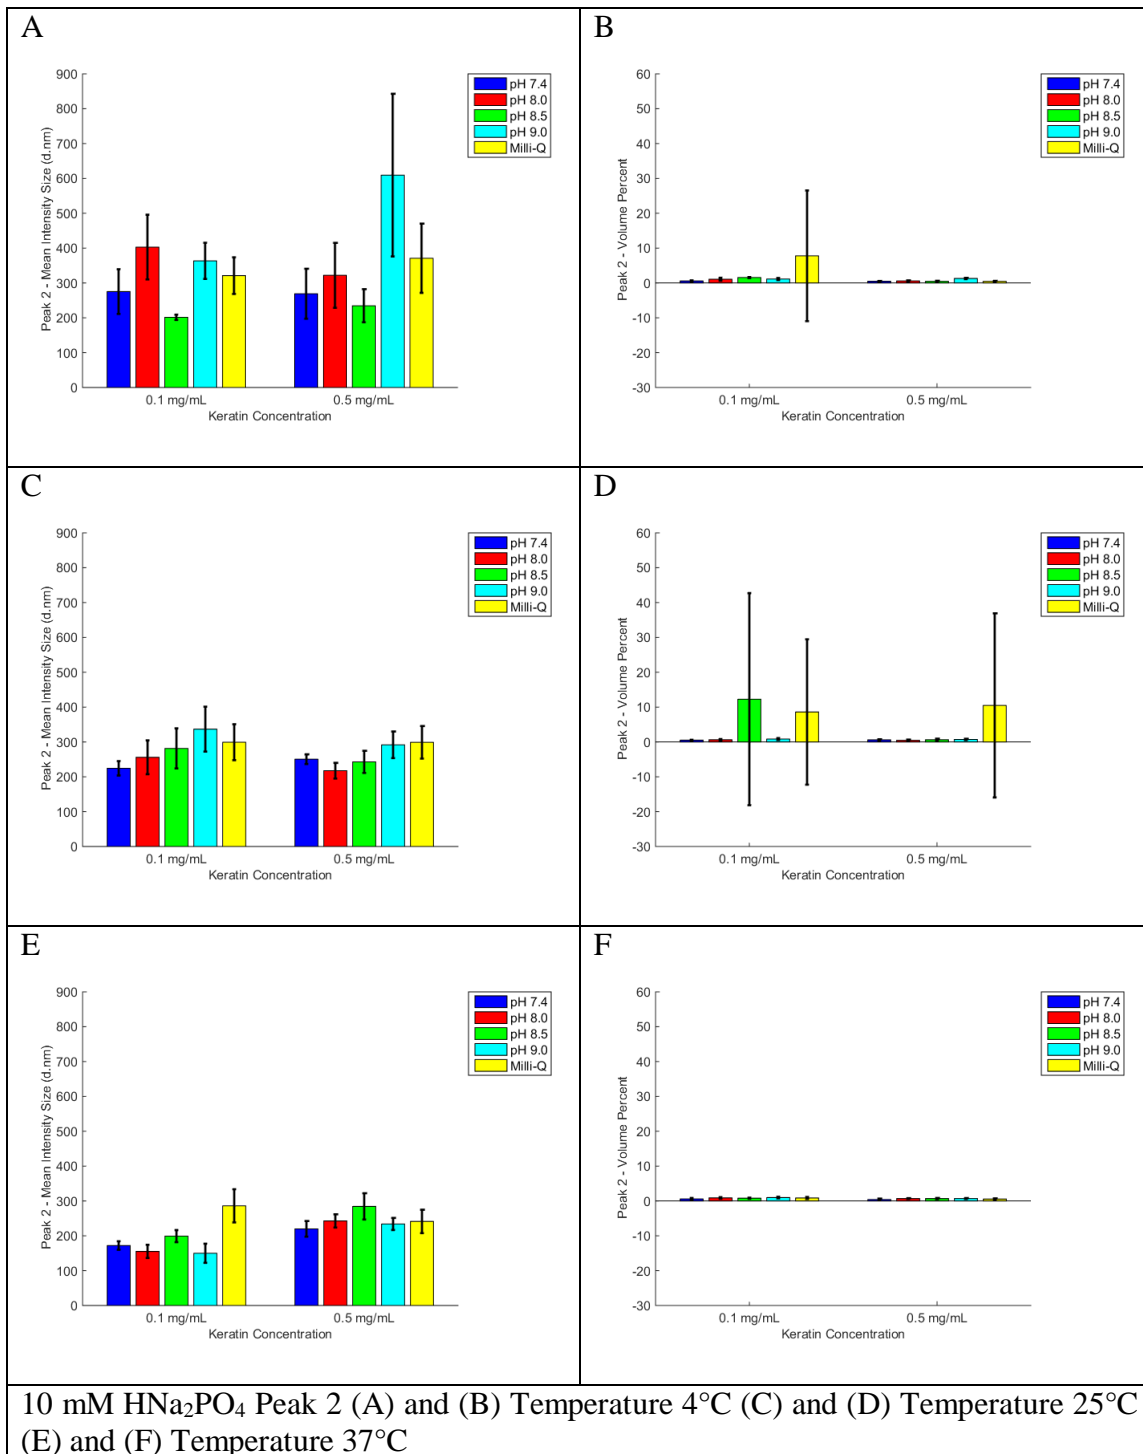 A
900
800
700
600
500
400
300
200
100
0
Peak 2 - Mean Intensity Size (d.nm)
0.1 mg/mL
0.5 mg/mL
Keratin Concentration
pH 7.4
pH 8.0
pH 8.5
pH 9.0
Milli-Q
B
60
50
40
30
20
10
0
-10
-20
-30
Peak 2 - Volume Percent
0.1 mg/mL
0.5 mg/mL
Keratin Concentration
pH 7.4
pH 8.0
pH 8.5
pH 9.0
Milli-Q
C
900
800
700
600
500
400
300
200
100
0
Peak 2 - Mean Intensity Size (d.nm)
0.1 mg/mL
0.5 mg/mL
Keratin Concentration
pH 7.4
pH 8.0
pH 8.5
pH 9.0
Milli-Q
D
60
50
40
30
20
10
0
-10
-20
-30
Peak 2 - Volume Percent
0.1 mg/mL
0.5 mg/mL
Keratin Concentration
pH 7.4
pH 8.0
pH 8.5
pH 9.0
Milli-Q
E
900
800
700
600
500
400
300
200
100
0
Peak 2 - Mean Intensity Size (d.nm)
0.1 mg/mL
0.5 mg/mL
Keratin Concentration
pH 7.4
pH 8.0
pH 8.5
pH 9.0
Milli-Q
F
60
50
40
30
20
10
0
-10
-20
-30
Peak 2 - Volume Percent
0.1 mg/mL
0.5 mg/mL
Keratin Concentration
pH 7.4
pH 8.0
pH 8.5
pH 9.0
Milli-Q
10 mM HNa₂PO₄ Peak 2 (A) and (B) Temperature 4°C (C) and (D) Temperature 25°C
(E) and (F) Temperature 37°C